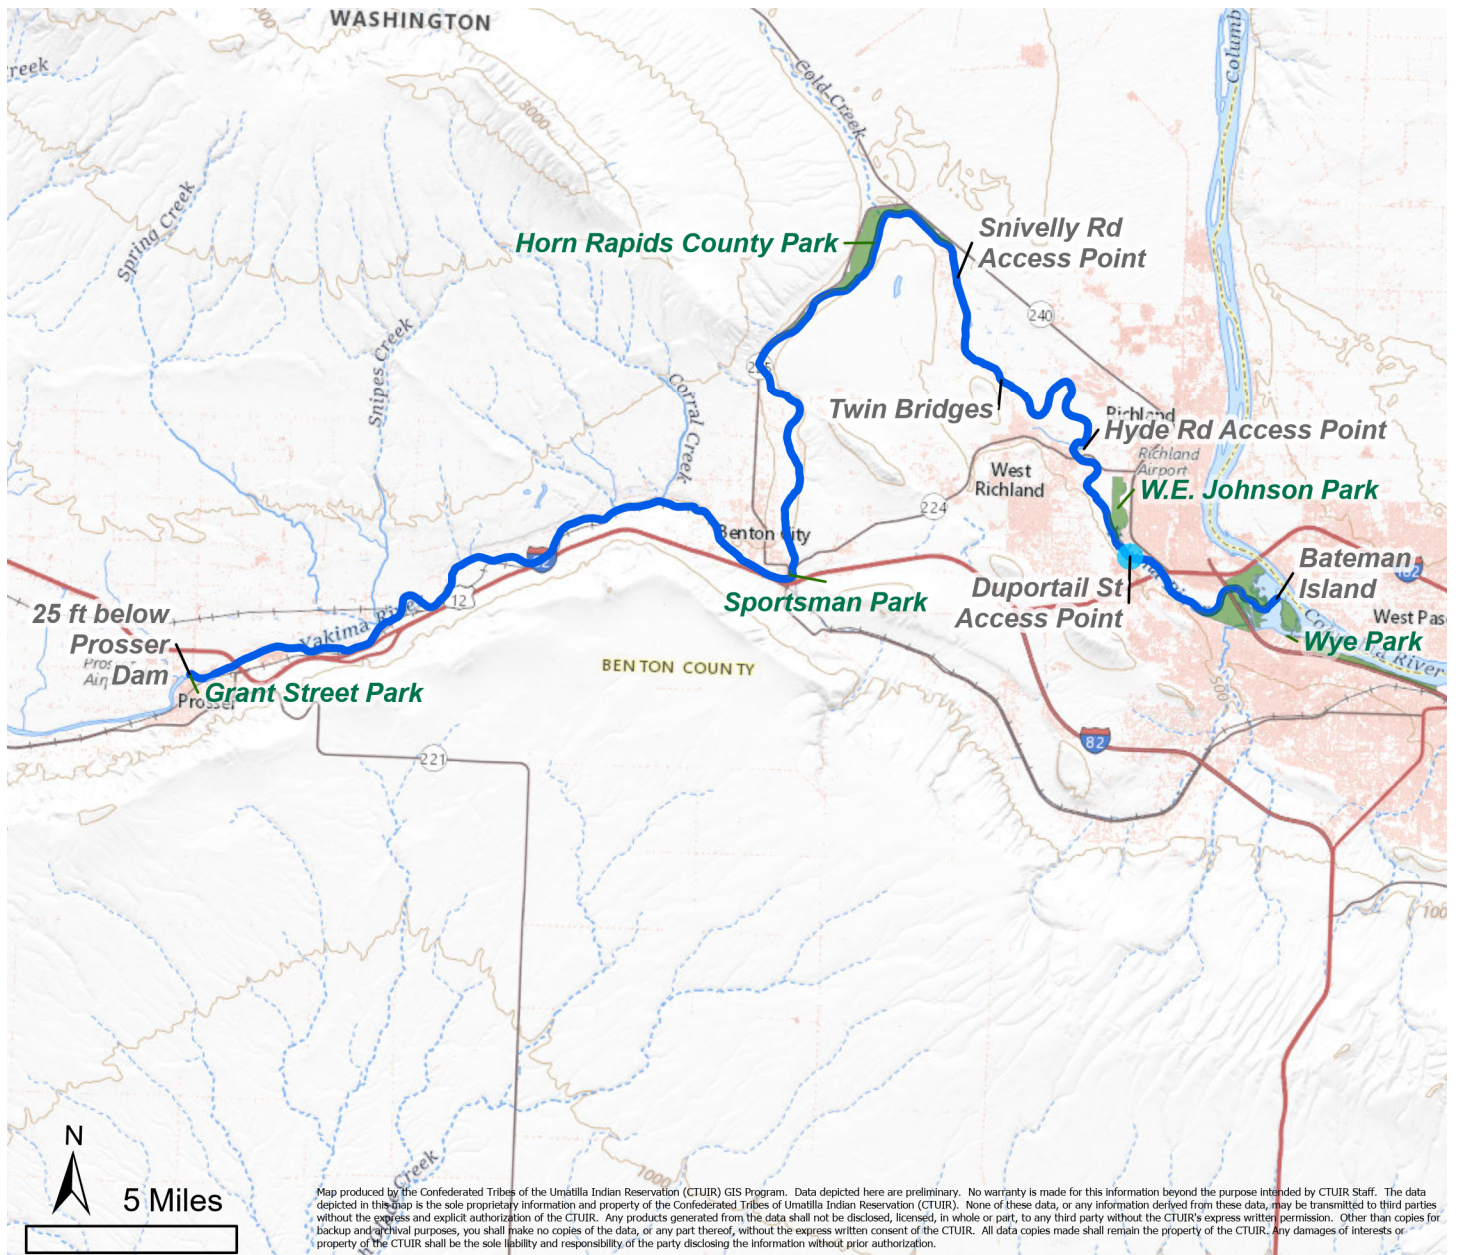 WASHINGTON
reek
Spring Creek
Snipes Creek
Corral Creek
Cold Creek
3000
Columb
Horn Rapids County Park
Snivelly Rd
Access Point
240
225
Twin Bridges
Richland
Hyde Rd Access Point
Richland
Airport
West
Richland
W.E. Johnson Park
224
Benton City
82
12
Yakima River
Sportsman Park
Duportail St
Access Point
Bateman
Island
182
West Pas
Wye Park
Columbia River
25 ft below
Prosser
Dam
Grant Street Park
Prosser
BENTON COUNTY
500
82
221
100
1000
Creek
N
5 Miles
Map produced by the Confederated Tribes of the Umatilla Indian Reservation (CTUIR) GIS Program. Data depicted here are preliminary. No warranty is made for this information beyond the purpose intended by CTUIR Staff. The data
depicted in this map is the sole proprietary information and property of the Confederated Tribes of Umatilla Indian Reservation (CTUIR). None of these data, or any information derived from these data, may be transmitted to third parties
without the express and explicit authorization of the CTUIR. Any products generated from the data shall not be disclosed, licensed, in whole or part, to any third party without the CTUIR's express written permission. Other than copies for
backup and archival purposes, you shall make no copies of the data, or any part thereof, without the express written consent of the CTUIR. All data copies made shall remain the property of the CTUIR. Any damages of interests or
property of the CTUIR shall be the sole liability and responsibility of the party disclosing the information without prior authorization.